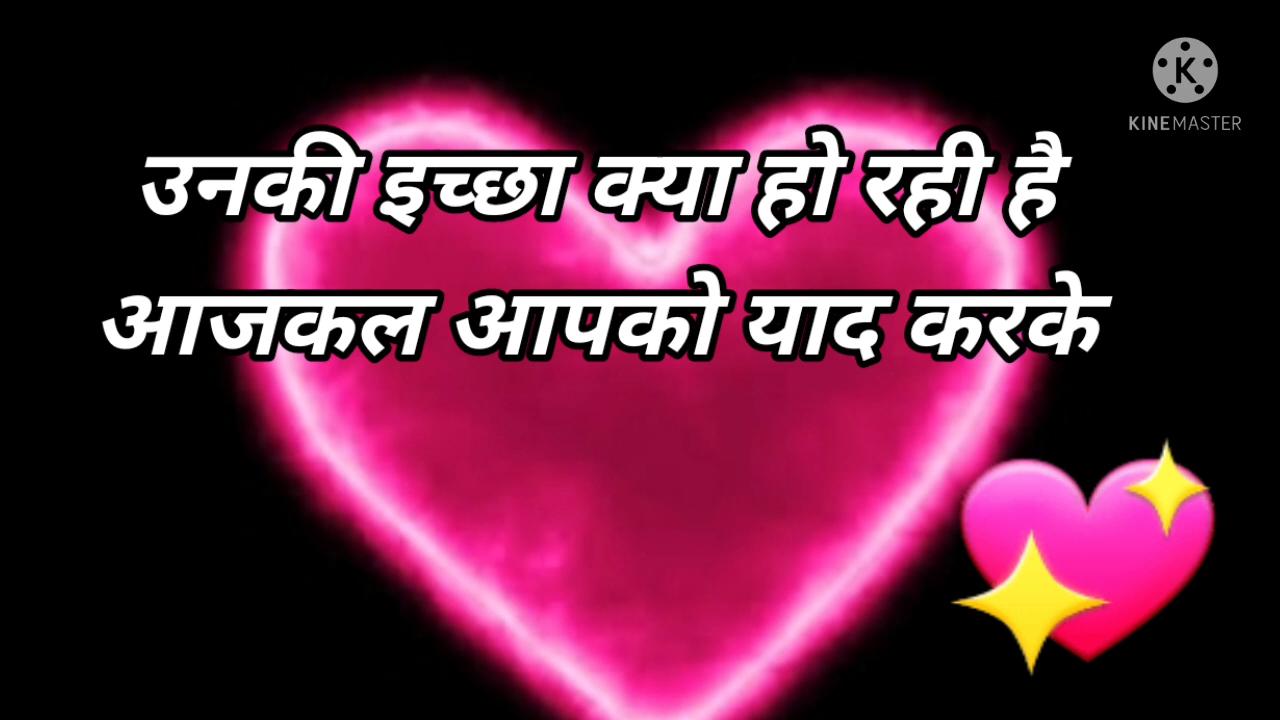 K
KINEMASTER
उनकी इच्छा क्या हो रही है
आजकल आपको याद करके